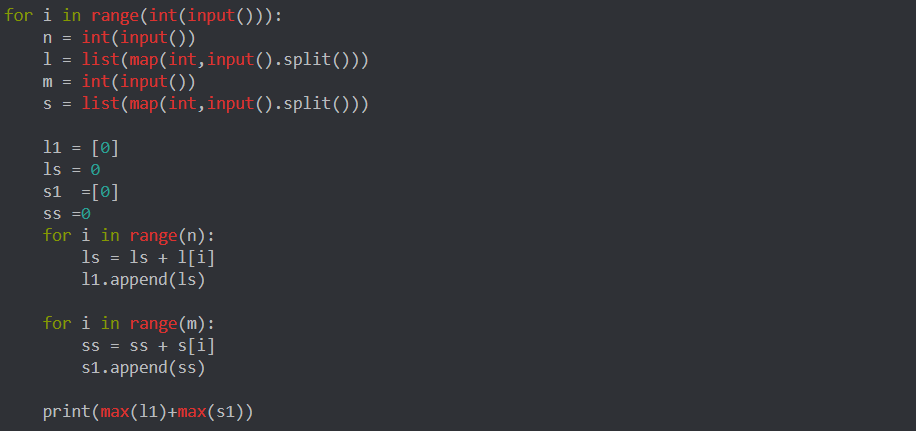 for i in range(int(input())):
    n = int(input())
    l = list(map(int,input().split()))
    m = int(input())
    s = list(map(int,input().split()))

    l1 = [0]
    ls = 0
    s1  =[0]
    ss =0
    for i in range(n):
        ls = ls + l[i]
        l1.append(ls)

    for i in range(m):
        ss = ss + s[i]
        s1.append(ss)

    print(max(l1)+max(s1))